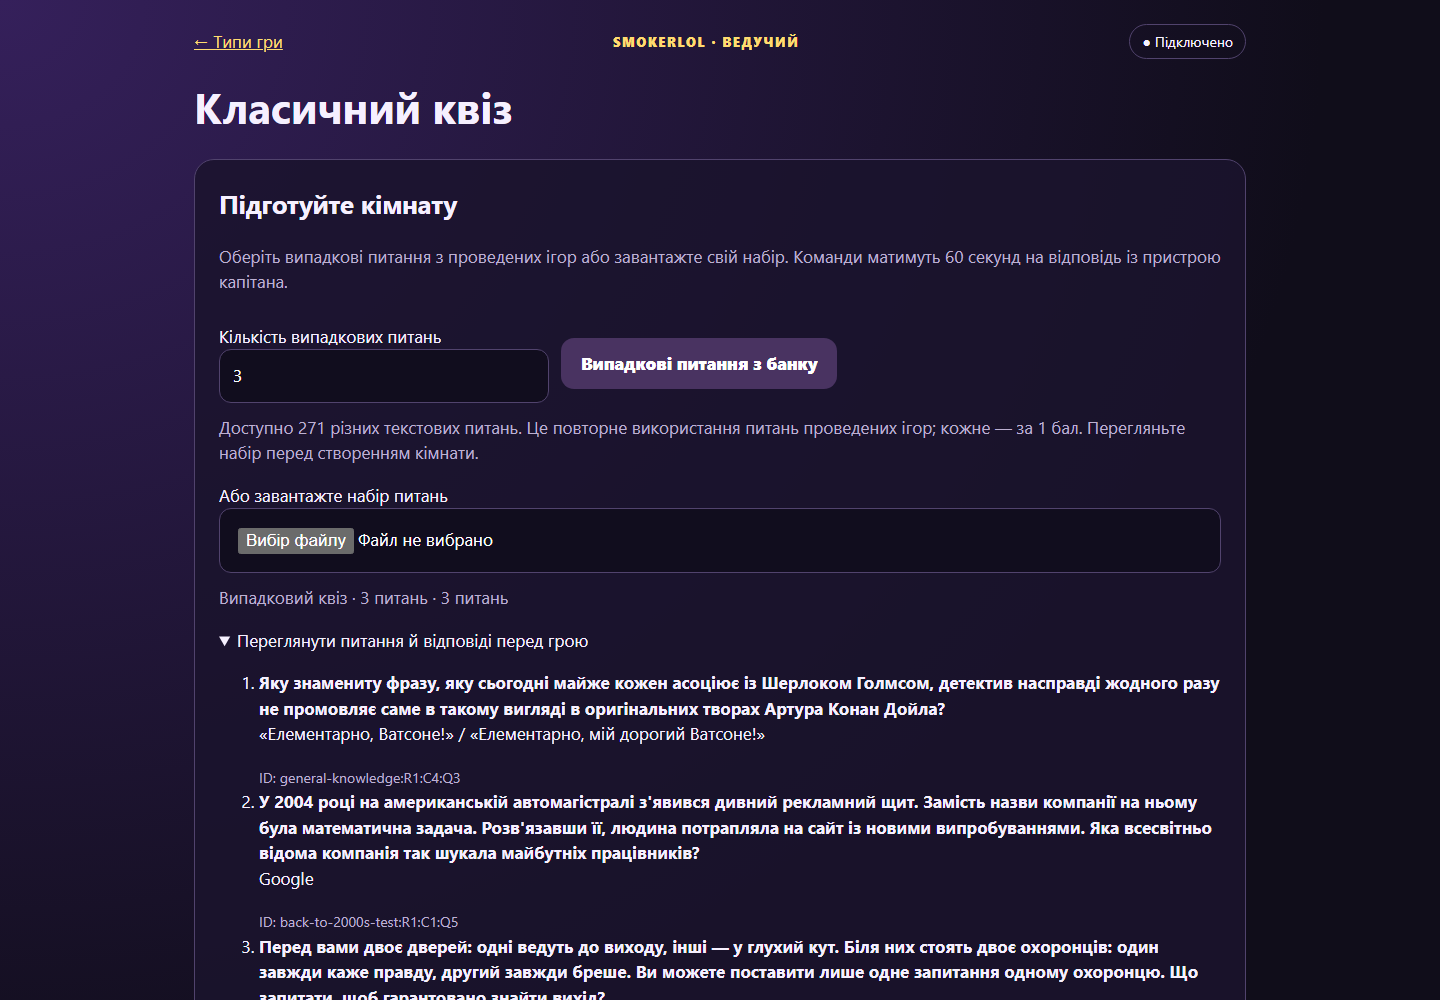 ← Типи гри
SMOKERLOL · ВЕДУЧИЙ
● Підключено
Класичний квіз
Підготуйте кімнату
Оберіть випадкові питання з проведених ігор або завантажте свій набір. Команди матимуть 60 секунд на відповідь із пристрою
капітана.
Кількість випадкових питань
3
Випадкові питання з банку
Доступно 271 різних текстових питань. Це повторне використання питань проведених ігор; кожне — за 1 бал. Перегляньте
набір перед створенням кімнати.
Або завантажте набір питань
Вибір файлу Файл не вибрано
Випадковий квіз · 3 питань · 3 питань
▼ Переглянути питання й відповіді перед грою
1. Яку знамениту фразу, яку сьогодні майже кожен асоціює із Шерлоком Голмсом, детектив насправді жодного разу
не промовляє саме в такому вигляді в оригінальних творах Артура Конан Дойла?
«Елементарно, Ватсоне!» / «Елементарно, мій дорогий Ватсоне!»
ID: general-knowledge:R1:C4:Q3
2. У 2004 році на американській автомагістралі з'явився дивний рекламний щит. Замість назви компанії на ньому
була математична задача. Розв'язавши її, людина потрапляла на сайт із новими випробуваннями. Яка всесвітньо
відома компанія так шукала майбутніх працівників?
Google
ID: back-to-2000s-test:R1:C1:Q5
3. Перед вами двоє дверей: одні ведуть до виходу, інші — у глухий кут. Біля них стоять двоє охоронців: один
завжди каже правду, другий завжди бреше. Ви можете поставити лише одне запитання одному охоронцю. Що
запитати, щоб гарантовано знайти вихід?